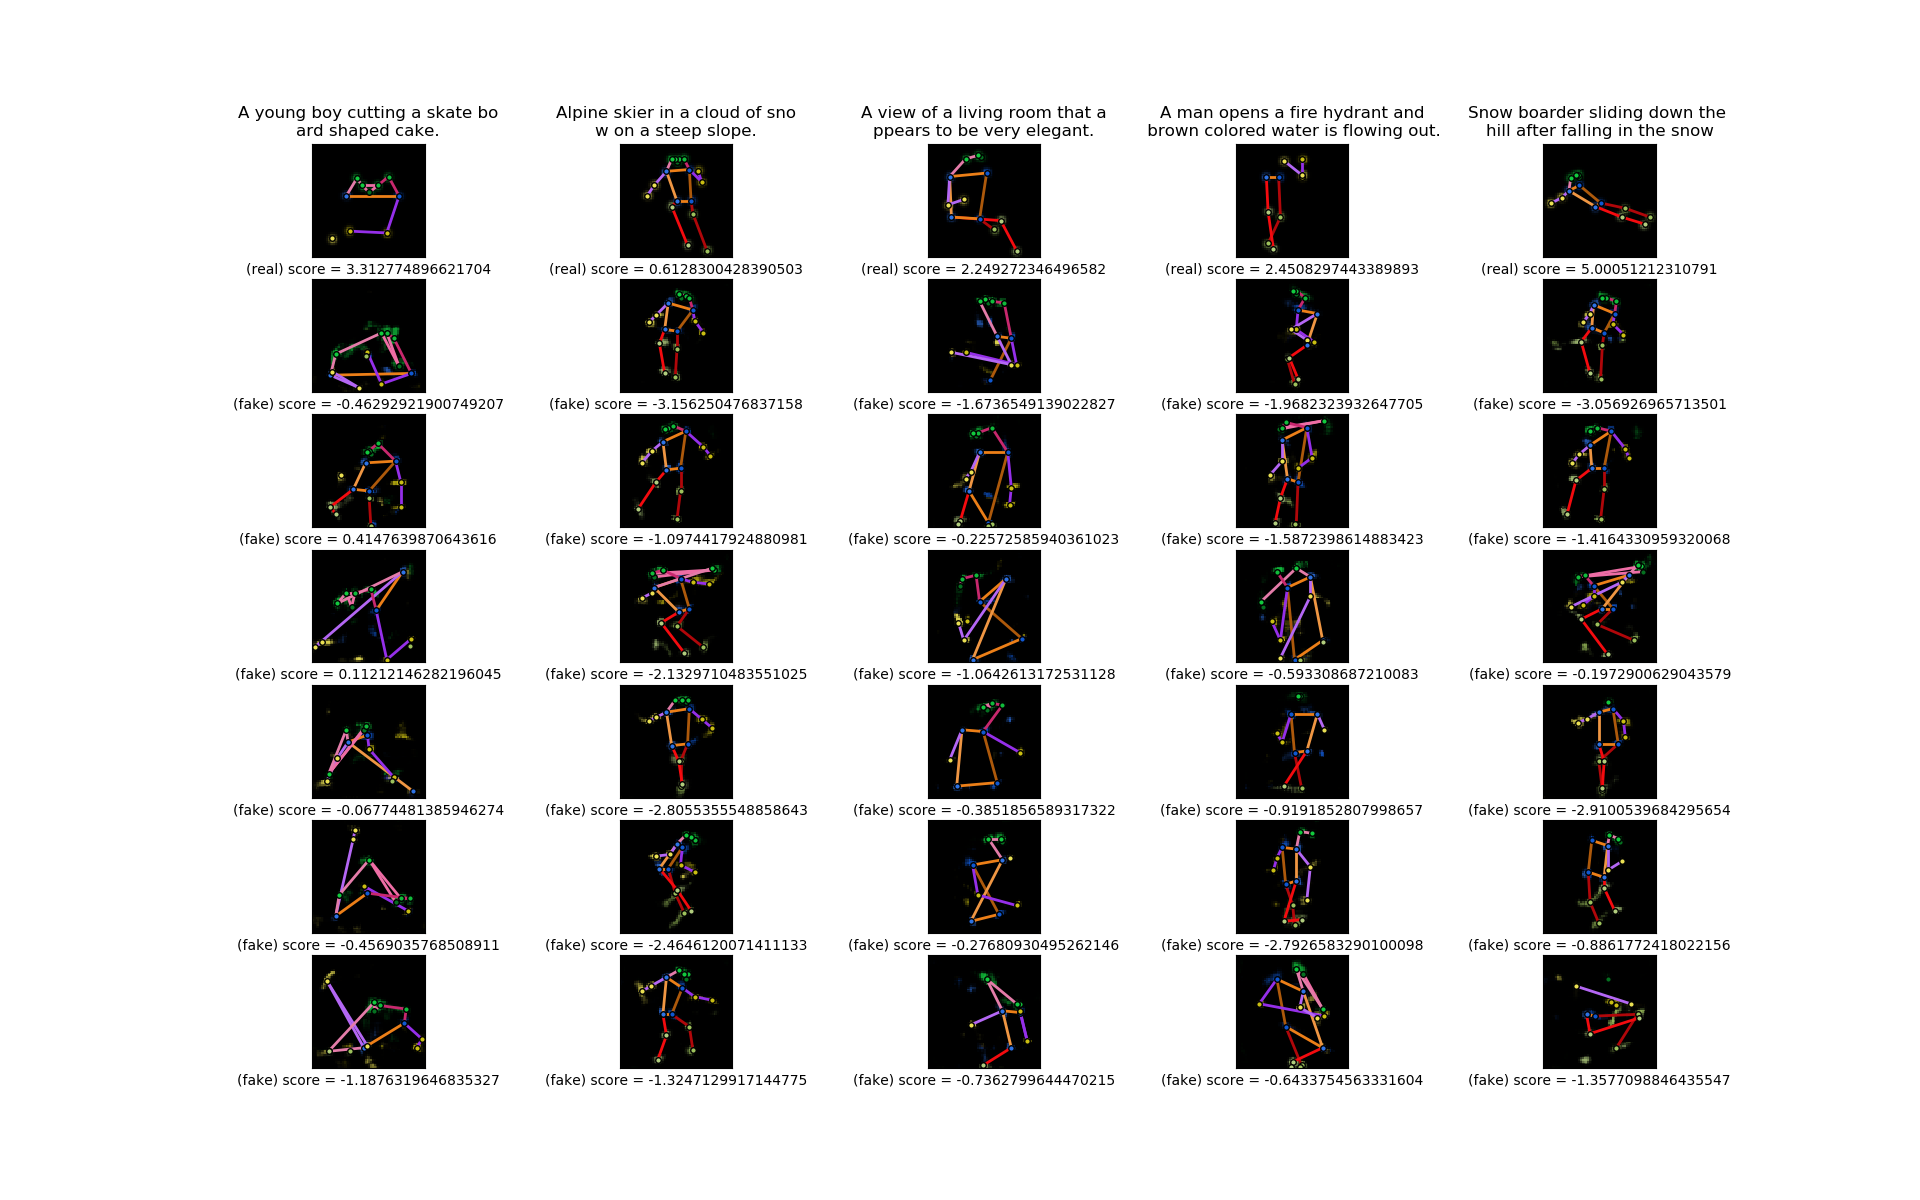 A young boy cutting a skate bo
ard shaped cake.
Alpine skier in a cloud of sno
w on a steep slope.
A view of a living room that a
ppears to be very elegant.
A man opens a fire hydrant and
brown colored water is flowing out.
Snow boarder sliding down the
hill after falling in the snow
(real) score = 3.312774896621704
(real) score = 0.6128300428390503
(real) score = 2.249272346496582
(real) score = 2.4508297443389893
(real) score = 5.00051212310791
(fake) score = -0.46292921900749207
(fake) score = -3.156250476837158
(fake) score = -1.6736549139022827
(fake) score = -1.9682323932647705
(fake) score = -3.056926965713501
(fake) score = 0.4147639870643616
(fake) score = -1.0974417924880981
(fake) score = -0.22572585940361023
(fake) score = -1.5872398614883423
(fake) score = -1.4164330959320068
(fake) score = 0.11212146282196045
(fake) score = -2.1329710483551025
(fake) score = -1.0642613172531128
(fake) score = -0.593308687210083
(fake) score = -0.1972900629043579
(fake) score = -0.06774481385946274
(fake) score = -2.8055355548858643
(fake) score = -0.3851856589317322
(fake) score = -0.9191852807998657
(fake) score = -2.9100539684295654
(fake) score = -0.4569035768508911
(fake) score = -2.4646120071411133
(fake) score = -0.27680930495262146
(fake) score = -2.7926583290100098
(fake) score = -0.8861772418022156
(fake) score = -1.1876319646835327
(fake) score = -1.3247129917144775
(fake) score = -0.7362799644470215
(fake) score = -0.6433754563331604
(fake) score = -1.3577098846435547